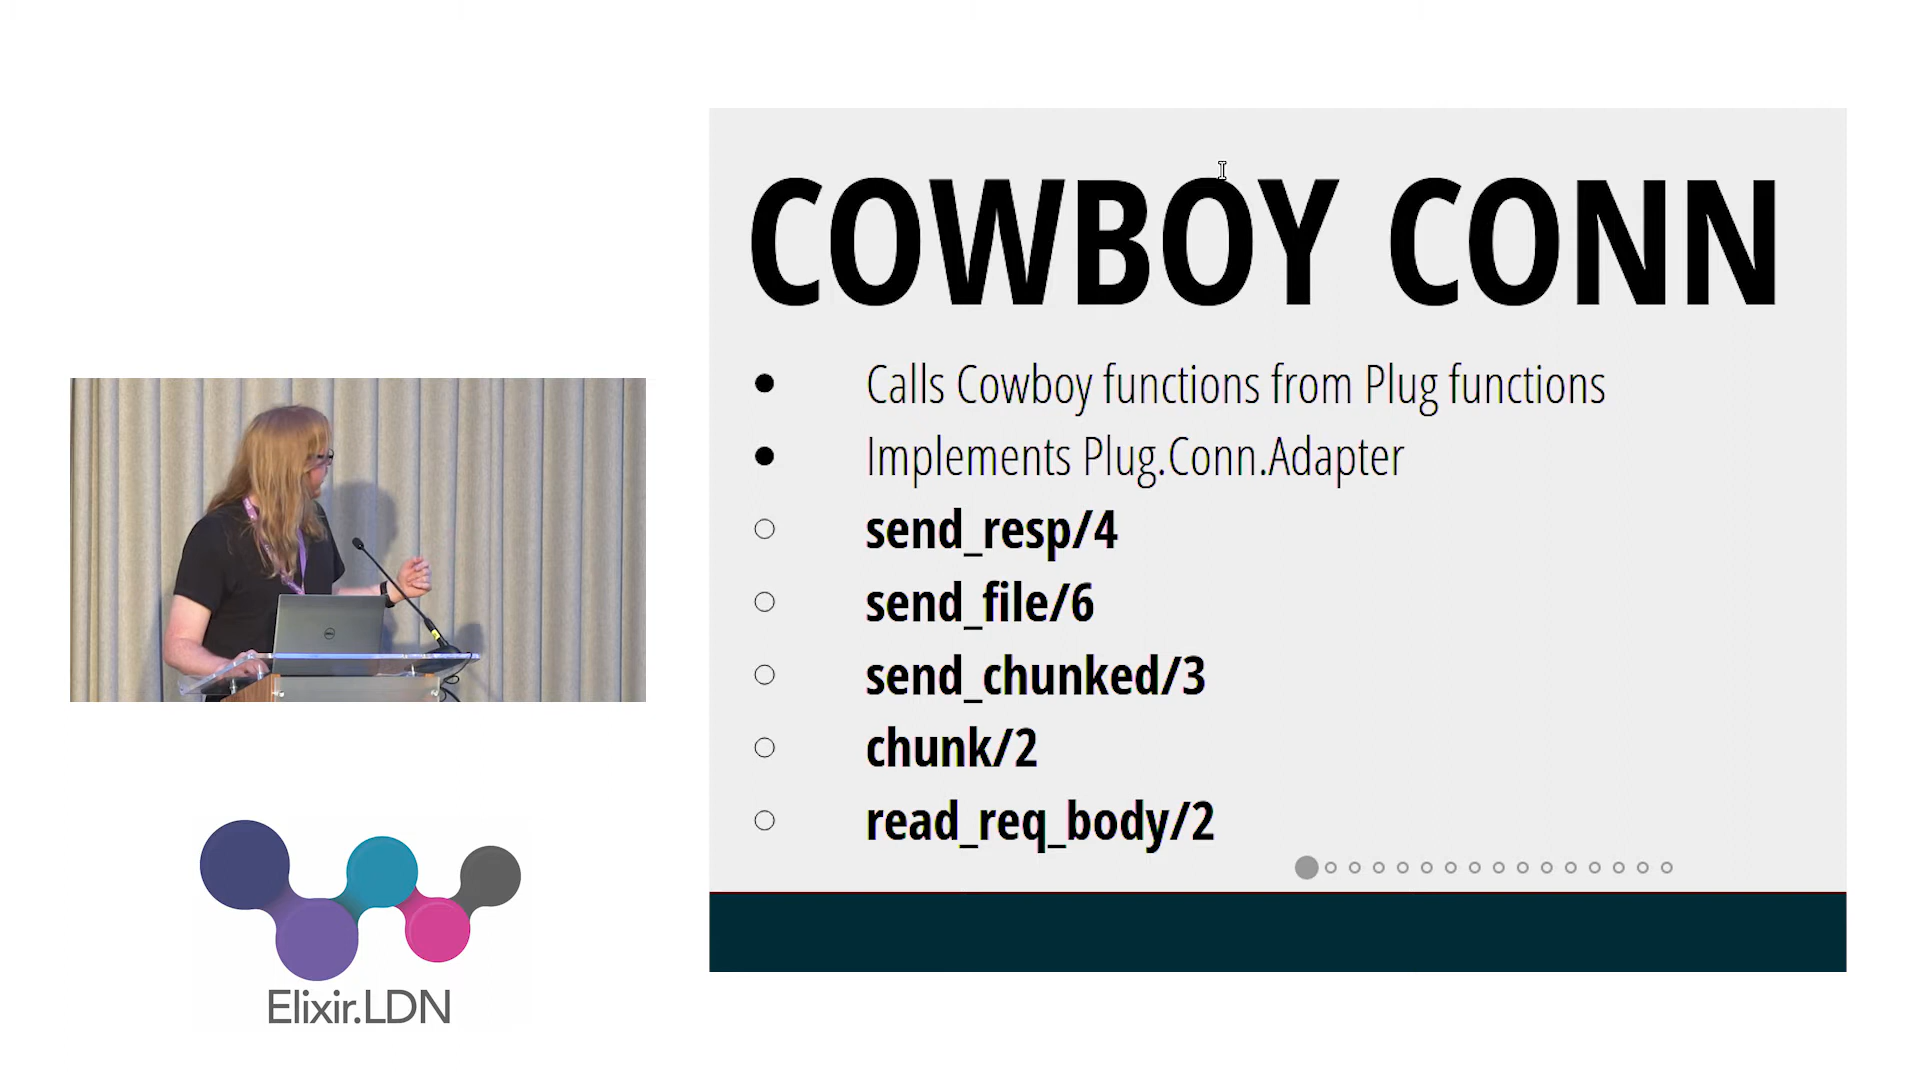 COWBOY CONN
Calls Cowboy functions from Plug functions
Implements Plug.Conn.Adapter
send_resp/4
send_file/6
send_chunked/3
chunk/2
read_req_body/2
Elixir.LDN